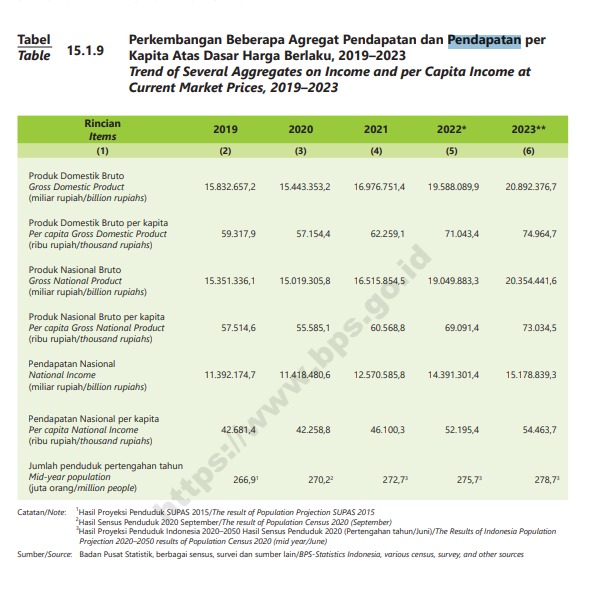 Tabel
Table
15.1.9
Perkembangan Beberapa Agregat Pendapatan dan Pendapatan per
Kapita Atas Dasar Harga Berlaku, 2019–2023
Trend of Several Aggregates on Income and per Capita Income at
Current Market Prices, 2019–2023
Rincian
Items
2019 2020 2021 2022* 2023**
(1) (2) (3) (4) (5) (6)
Produk Domestik Bruto
Gross Domestic Product
(miliar rupiah/billion rupiahs)
15.832.657,2 15.443.353,2 16.976.751,4 19.588.089,9 20.892.376,7
Produk Domestik Bruto per kapita
Per capita Gross Domestic Product
(ribu rupiah/thousand rupiahs)
59.317,9 57.154,4 62.259,1 71.043,4 74.964,7
Produk Nasional Bruto
Gross National Product
(miliar rupiah/billion rupiahs)
15.351.336,1 15.019.305,8 16.515.854,5 19.049.883,3 20.354.441,6
Produk Nasional Bruto per kapita
Per capita Gross National Product
(ribu rupiah/thousand rupiahs)
57.514,6 55.585,1 60.568,8 69.091,4 73.034,5
Pendapatan Nasional
National Income
(miliar rupiah/billion rupiahs)
11.392.174,7 11.418.480,6 12.570.585,8 14.391.301,4 15.178.839,3
Pendapatan Nasional per kapita
Per capita National Income
(ribu rupiah/thousand rupiahs)
42.681,4 42.258,8 46.100,3 52.195,4 54.463,7
Jumlah penduduk pertengahan tahun
Mid-year population
(juta orang/million people)
266,9¹ 270,2² 272,7³ 275,7³ 278,7³
https://www.bps.go.id
Catatan/Note: ¹Hasil Proyeksi Penduduk SUPAS 2015/The result of Population Projection SUPAS 2015
²Hasil Sensus Penduduk 2020 September/The result of Population Census 2020 (September)
³Hasil Proyeksi Penduduk Indonesia 2020–2050 Hasil Sensus Penduduk 2020 (Pertengahan tahun/Juni)/The Results of Indonesia Population
Projection 2020–2050 results of Population Census 2020 (mid year/June)
Sumber/Source: Badan Pusat Statistik, berbagai sensus, survei dan sumber lain/BPS-Statistics Indonesia, various census, survey, and other sources